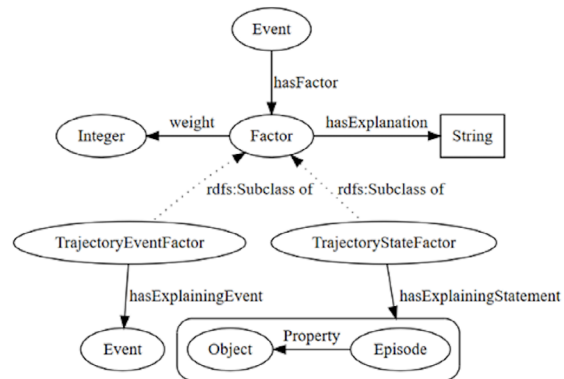 Event
hasFactor
weight
hasExplanation
Integer
Factor
String
rdfs:Subclass of
rdfs:Subclass of
TrajectoryEventFactor
TrajectoryStateFactor
hasExplainingEvent
hasExplainingStatement
Event
Object
Property
Episode